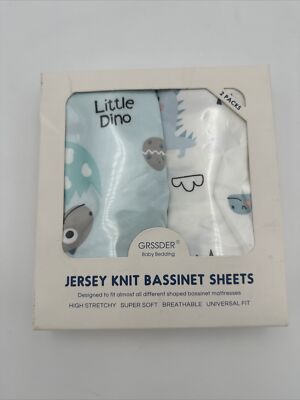 2 PACKS
Little
Dino
GRSSDER®
Baby Bedding
JERSEY KNIT BASSINET SHEETS
Designed to fit almost all different shaped bassinet mattresses
HIGH STRETCHY SUPER SOFT BREATHABLE UNIVERSAL FIT